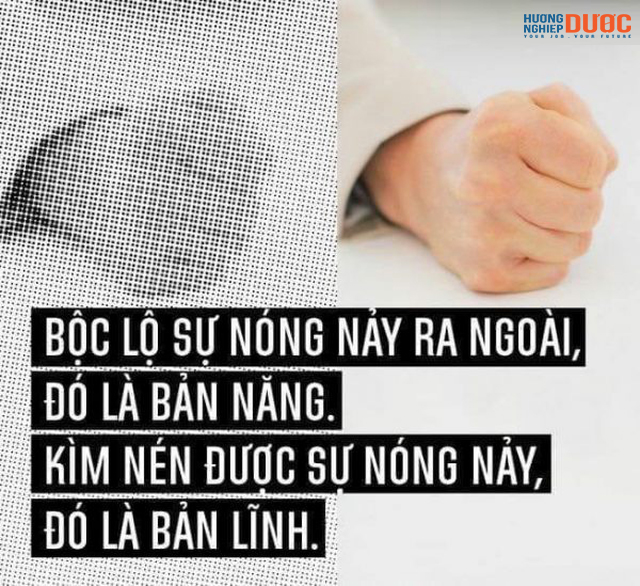 HƯỚNG
NGHIỆP DƯỢC
YOUR JOB . YOUR FUTURE
BỘC LỘ SỰ NÓNG NẢY RA NGOÀI,
ĐÓ LÀ BẢN NĂNG.
KÌM NÉN ĐƯỢC SỰ NÓNG NẢY,
ĐÓ LÀ BẢN LĨNH.